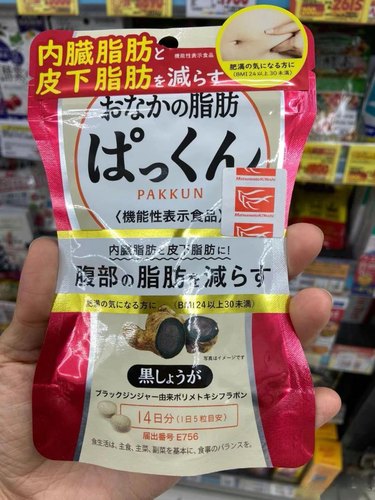 内臓脂肪と
皮下脂肪を減らす
機能性表示食品
肥満の気になる方に
(BMI 24以上30未満)
おなかの脂肪
ぱっくん
PAKKUN
〈機能性表示食品〉
MatsumotoKiYoshi
内臓脂肪と皮下脂肪に!
腹部の脂肪を減らす
肥満の気になる方に (BMI 24以上30未満)
写真はイメージです
黒しょうが
ブラックジンジャー由来ポリメトキシフラボン
14日分(1日5粒目安)
届出番号 E756
食生活は、主食、主菜、副菜を基本に、食事のバランスを。